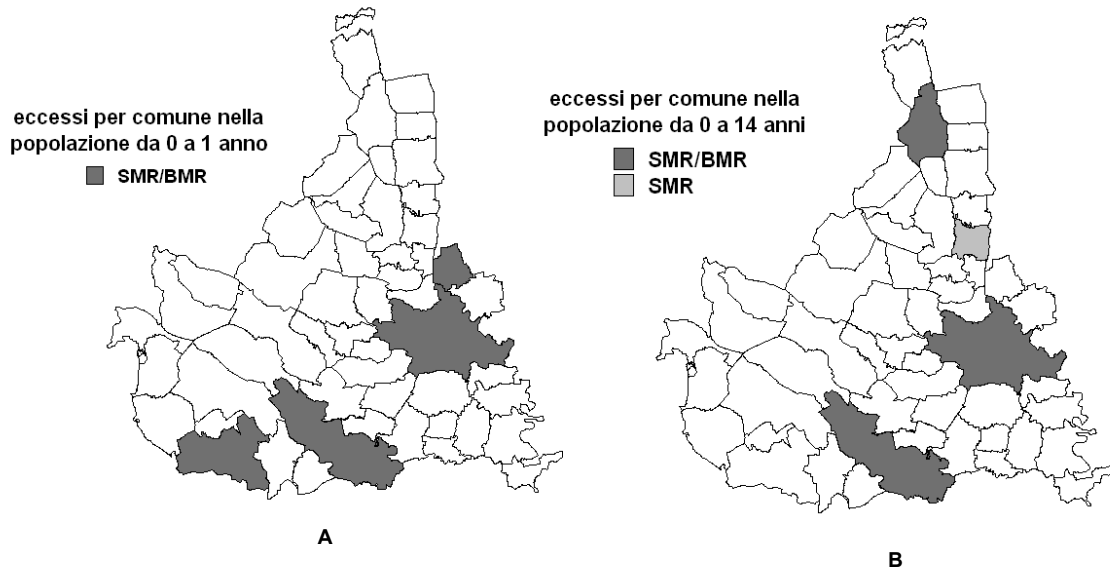 eccessi per comune nella
popolazione da 0 a 1 anno
SMR/BMR
A
eccessi per comune nella
popolazione da 0 a 14 anni
SMR/BMR
SMR
B